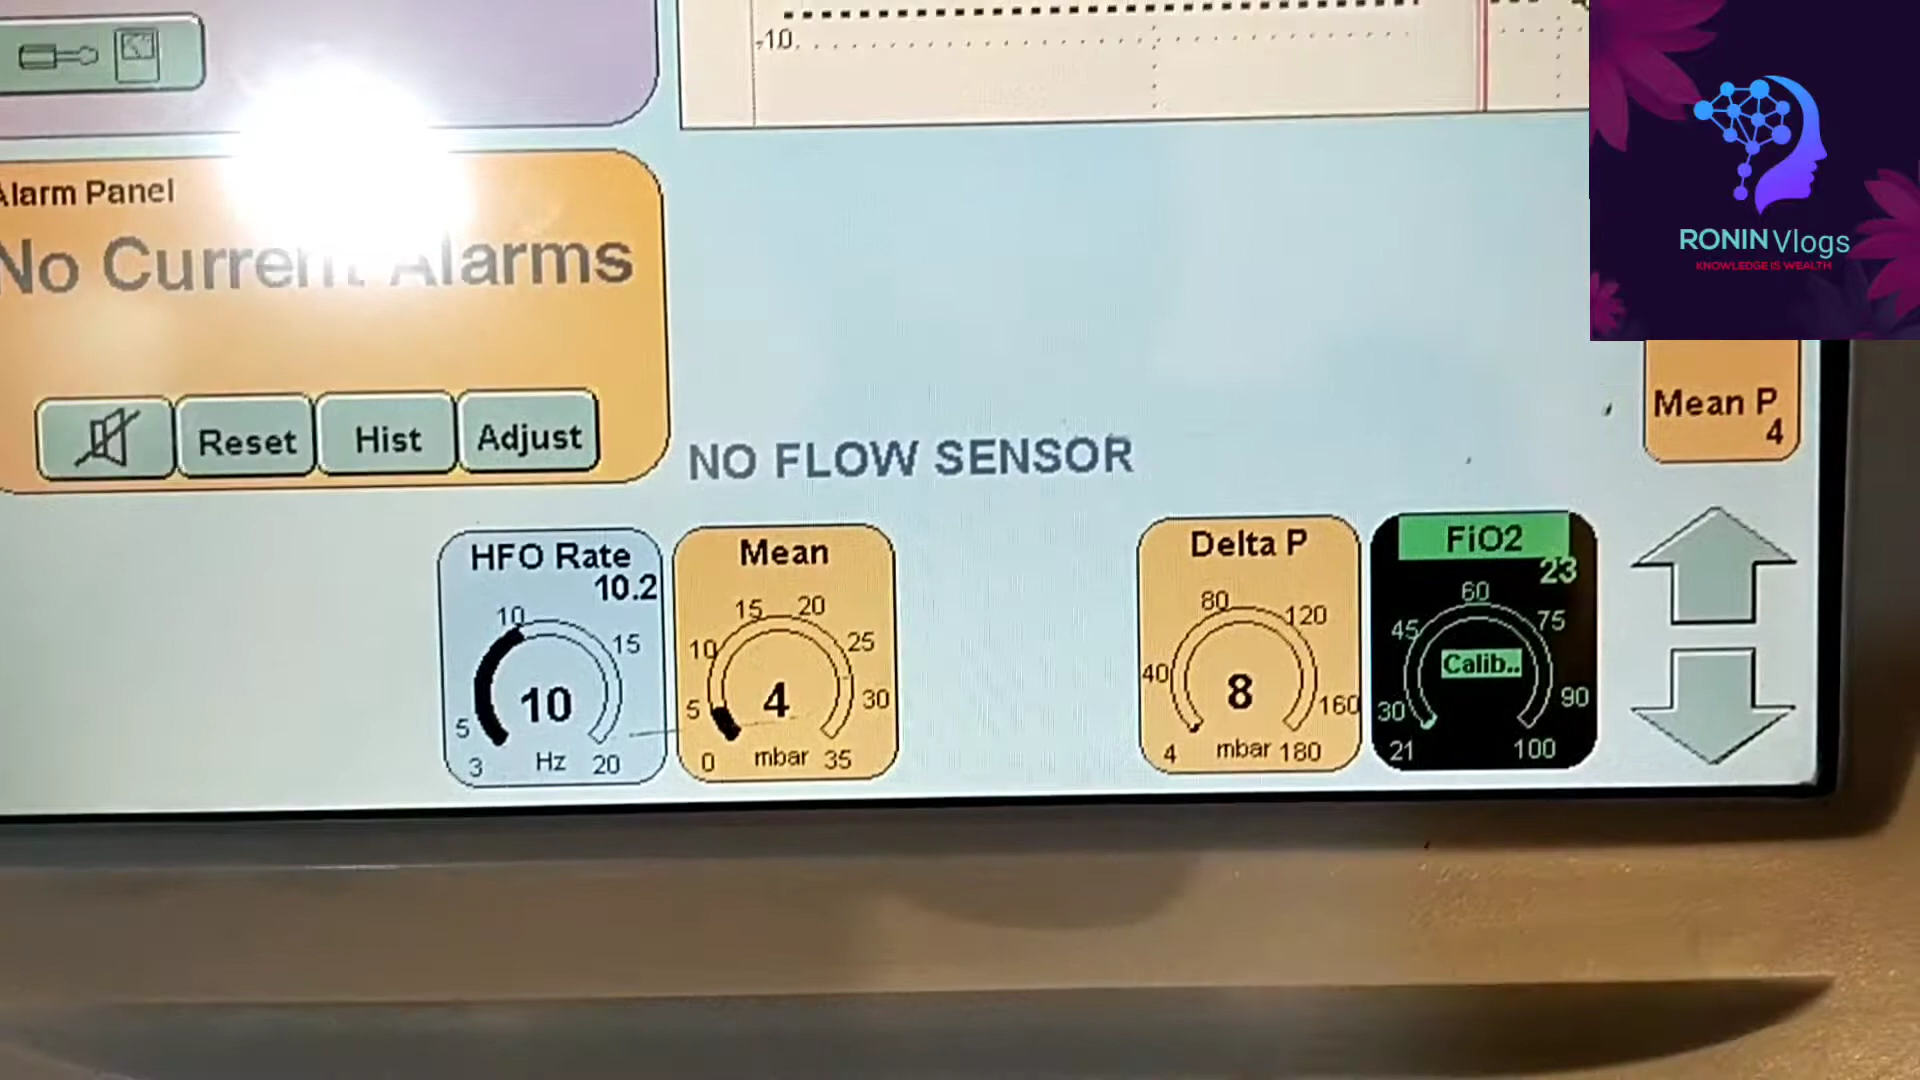 -10
RONIN Vlogs
KNOWLEDGE IS WEALTH
Alarm Panel
No Current Alarms
Mean P
4
Reset
Hist
Adjust
NO FLOW SENSOR
HFO Rate
10.2
10
15
5
10
3
Hz
20
Mean
15
20
10
25
5
4
30
0
mbar
35
Delta P
80
120
40
8
160
4
mbar
180
FiO2
23
60
45
75
Calib..
30
90
21
100